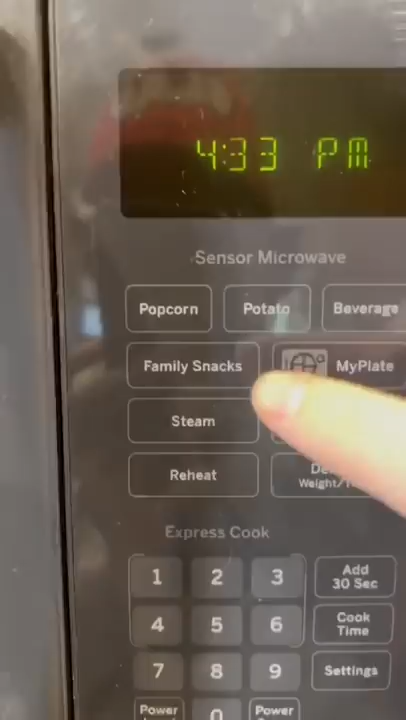 4:33 PM
Sensor Microwave
Popcorn Potato Beverage
Family Snacks MyPlate
Steam
Reheat
Weight/
Express Cook
1 2 3 Add 30 Sec
4 5 6 Cook Time
7 8 9 Settings
Power 0 Power